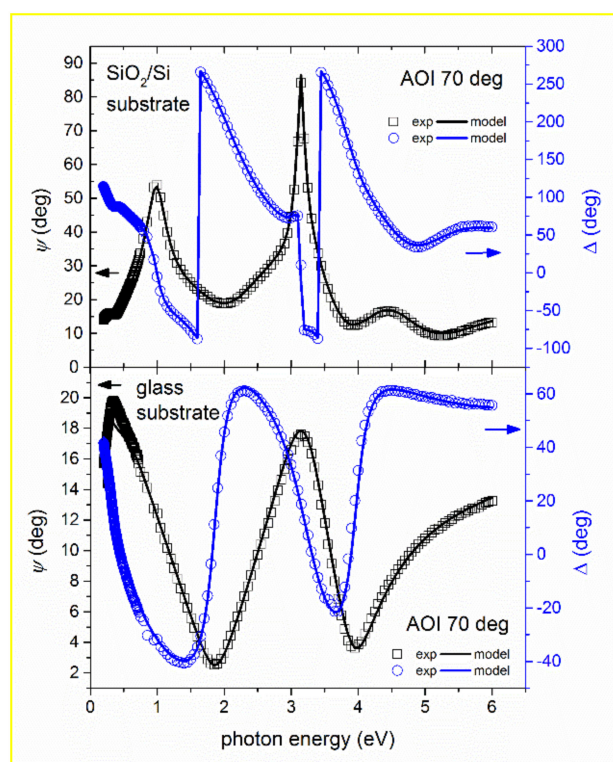 SiO2/Si
substrate
AOI 70 deg
exp model
exp model
90
80
70
60
50
40
30
20
10
0
ψ (deg)
300
250
200
150
100
50
0
-50
-100
Δ (deg)
glass
substrate
AOI 70 deg
exp model
exp model
20
18
16
14
12
10
8
6
4
2
ψ (deg)
60
40
20
0
-20
-40
Δ (deg)
0 1 2 3 4 5 6
photon energy (eV)